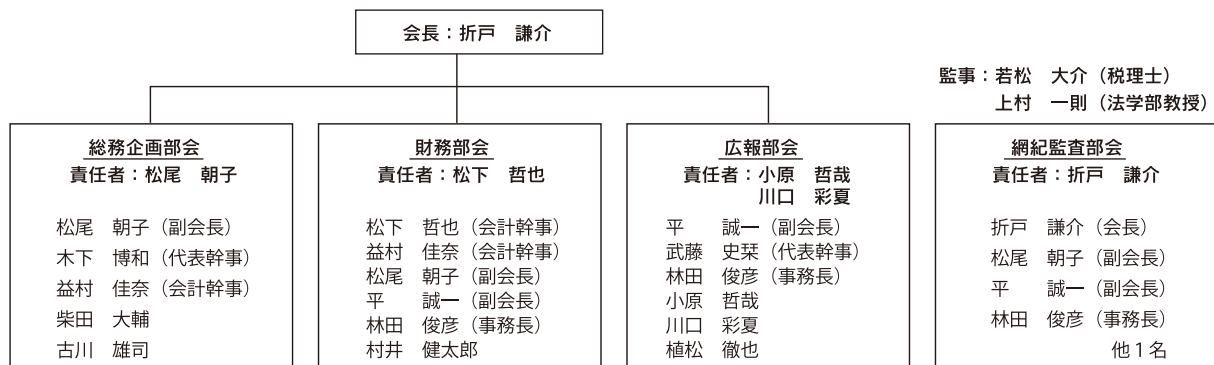 会長：折戸　謙介
監事：若松　大介（税理士）
上村　一則（法学部教授）
総務企画部会
責任者：松尾　朝子
松尾　朝子（副会長）
木下　博和（代表幹事）
益村　佳奈（会計幹事）
柴田　大輔
古川　雄司
財務部会
責任者：松下　哲也
松下　哲也（会計幹事）
益村　佳奈（会計幹事）
松尾　朝子（副会長）
平　　誠一（副会長）
林田　俊彦（事務長）
村井　健太郎
広報部会
責任者：小原　哲哉
川口　彩夏
平　　誠一（副会長）
武藤　史栞（代表幹事）
林田　俊彦（事務長）
小原　哲哉
川口　彩夏
植松　徹也
網紀監査部会
責任者：折戸　謙介
折戸　謙介（会長）
松尾　朝子（副会長）
平　　誠一（副会長）
林田　俊彦（事務長）
他１名